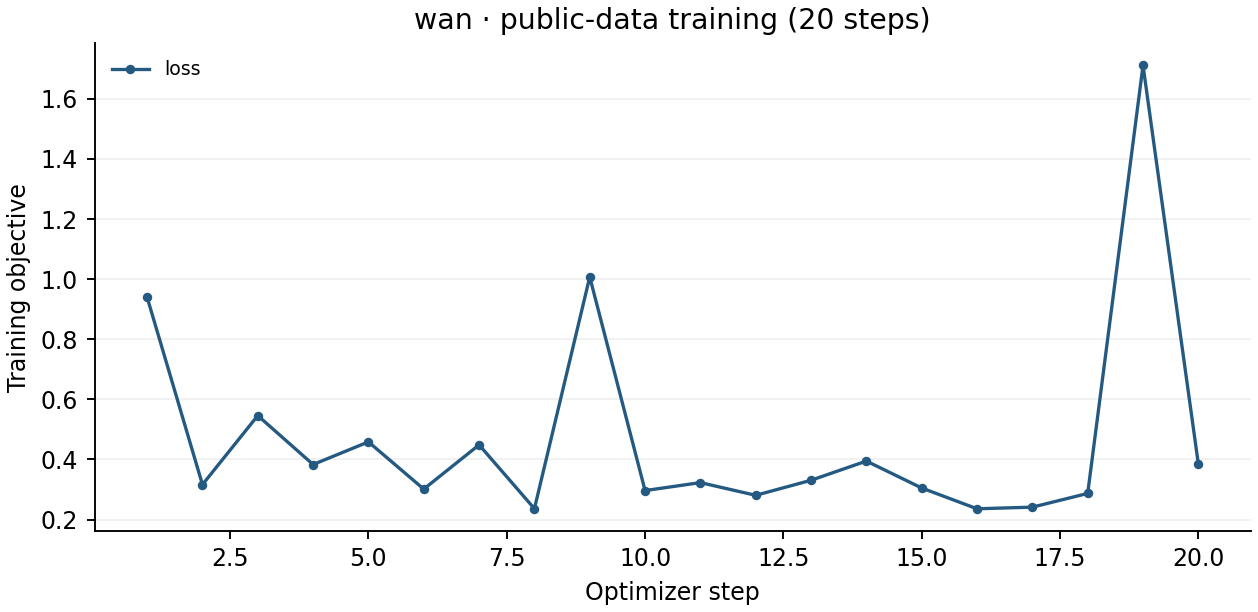 wan · public-data training (20 steps)
loss
Training objective
1.6
1.4
1.2
1.0
0.8
0.6
0.4
0.2
2.5 5.0 7.5 10.0 12.5 15.0 17.5 20.0
Optimizer step